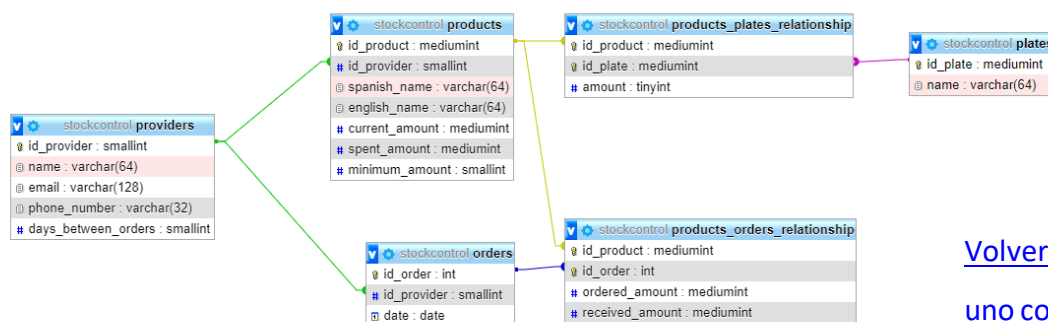 stockcontrol products
id_product : mediumint
id_provider : smallint
spanish_name : varchar(64)
english_name : varchar(64)
current_amount : mediumint
spent_amount : mediumint
minimum_amount : smallint
stockcontrol products_plates_relationship
id_product : mediumint
id_plate : mediumint
amount : tinyint
stockcontrol plates
id_plate : mediumint
name : varchar(64)
stockcontrol providers
id_provider : smallint
name : varchar(64)
email : varchar(128)
phone_number : varchar(32)
days_between_orders : smallint
stockcontrol orders
id_order : int
id_provider : smallint
date : date
stockcontrol products_orders_relationship
id_product : mediumint
id_order : int
ordered_amount : mediumint
received_amount : mediumint
Volver
uno co